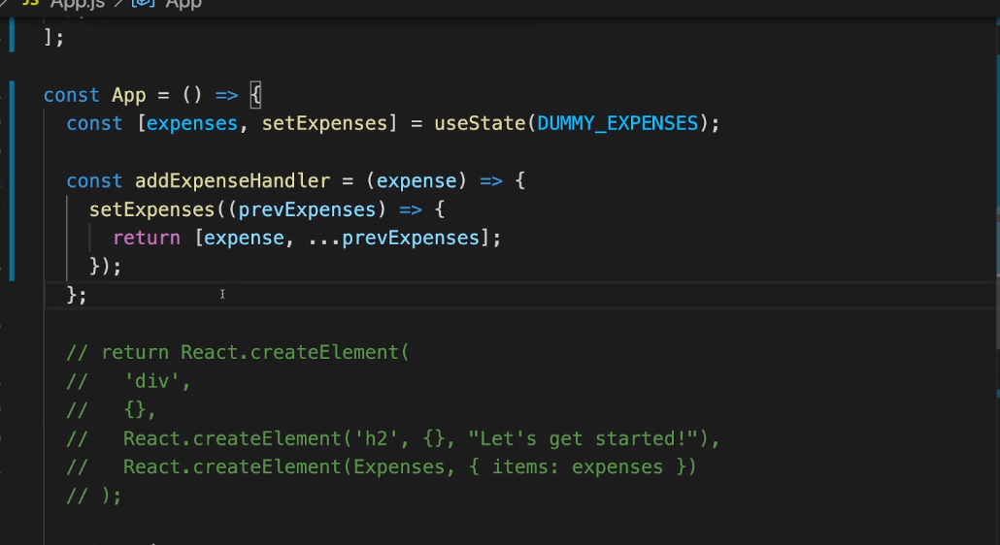 JS App.js > App
];
const App = () => {
const [expenses, setExpenses] = useState(DUMMY_EXPENSES);
const addExpenseHandler = (expense) => {
setExpenses((prevExpenses) => {
return [expense, ...prevExpenses];
});
};
// return React.createElement(
//   'div',
//   {},
//   React.createElement('h2', {}, "Let's get started!"),
//   React.createElement(Expenses, { items: expenses })
// );